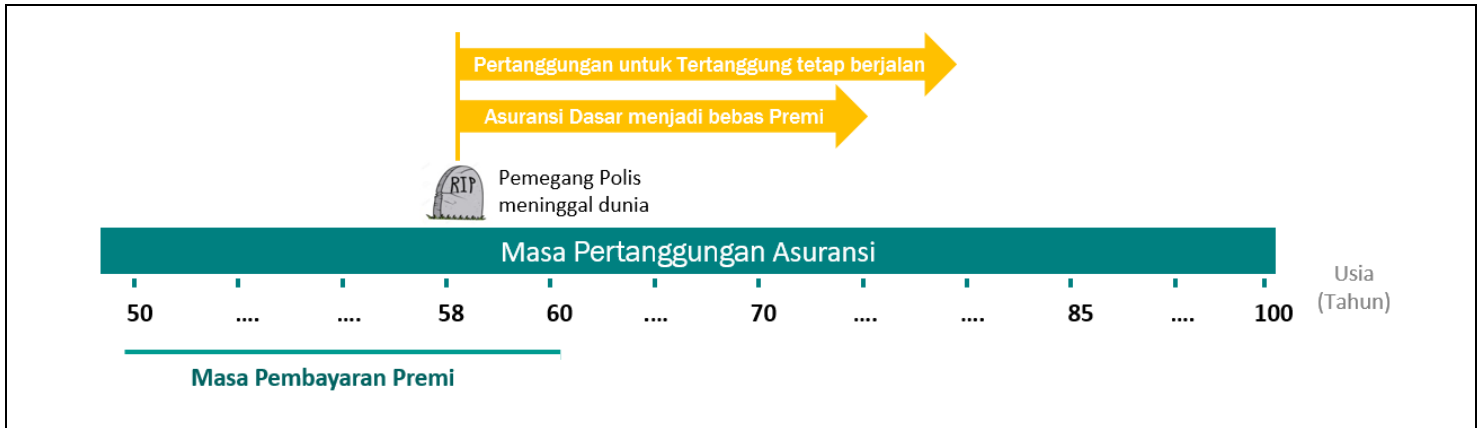 Pertanggungan untuk Tertanggung tetap berjalan
Asuransi Dasar menjadi bebas Premi
RIP
Pemegang Polis
meninggal dunia
Masa Pertanggungan Asuransi
50 .... .... 58 60 .... 70 .... .... 85 .... 100
Usia
(Tahun)
Masa Pembayaran Premi